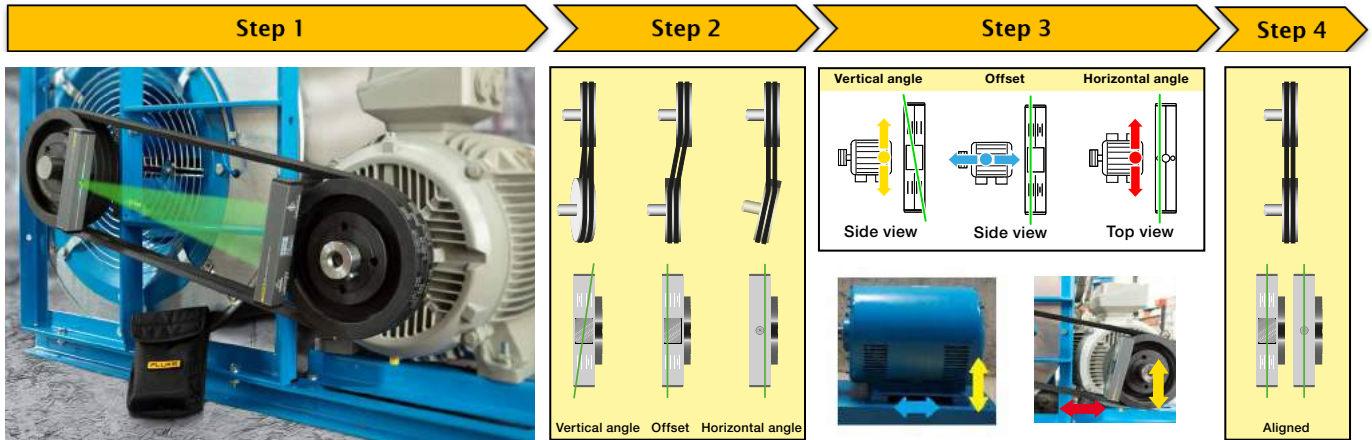 Step 1
Step 2
Step 3
Step 4
FLUKE
Vertical angle
Offset
Horizontal angle
Vertical angle
Offset
Horizontal angle
Side view
Side view
Top view
Aligned